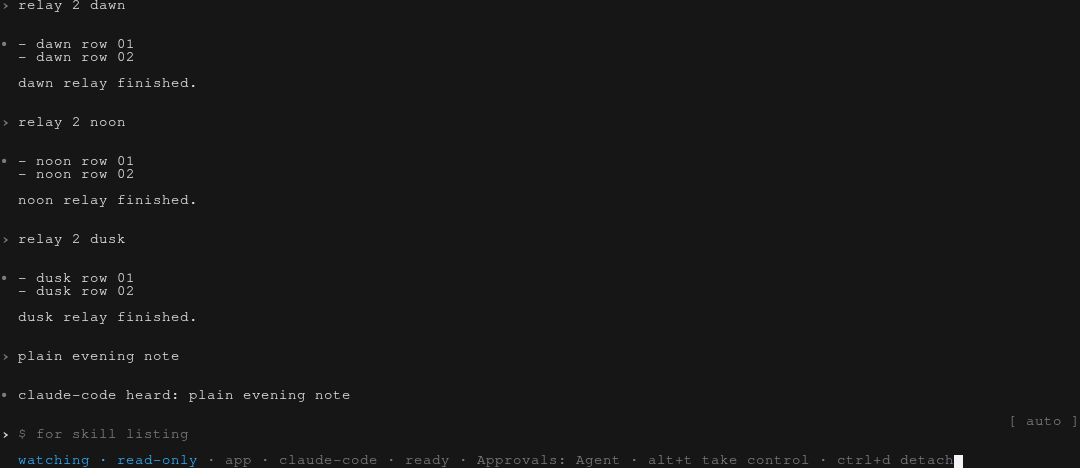 › relay 2 dawn
• – dawn row 01
– dawn row 02
dawn relay finished.
› relay 2 noon
• – noon row 01
– noon row 02
noon relay finished.
› relay 2 dusk
• – dusk row 01
– dusk row 02
dusk relay finished.
› plain evening note
• claude-code heard: plain evening note
[ auto ]
› $ for skill listing
watching · read-only · app · claude-code · ready · Approvals: Agent · alt+t take control · ctrl+d detach